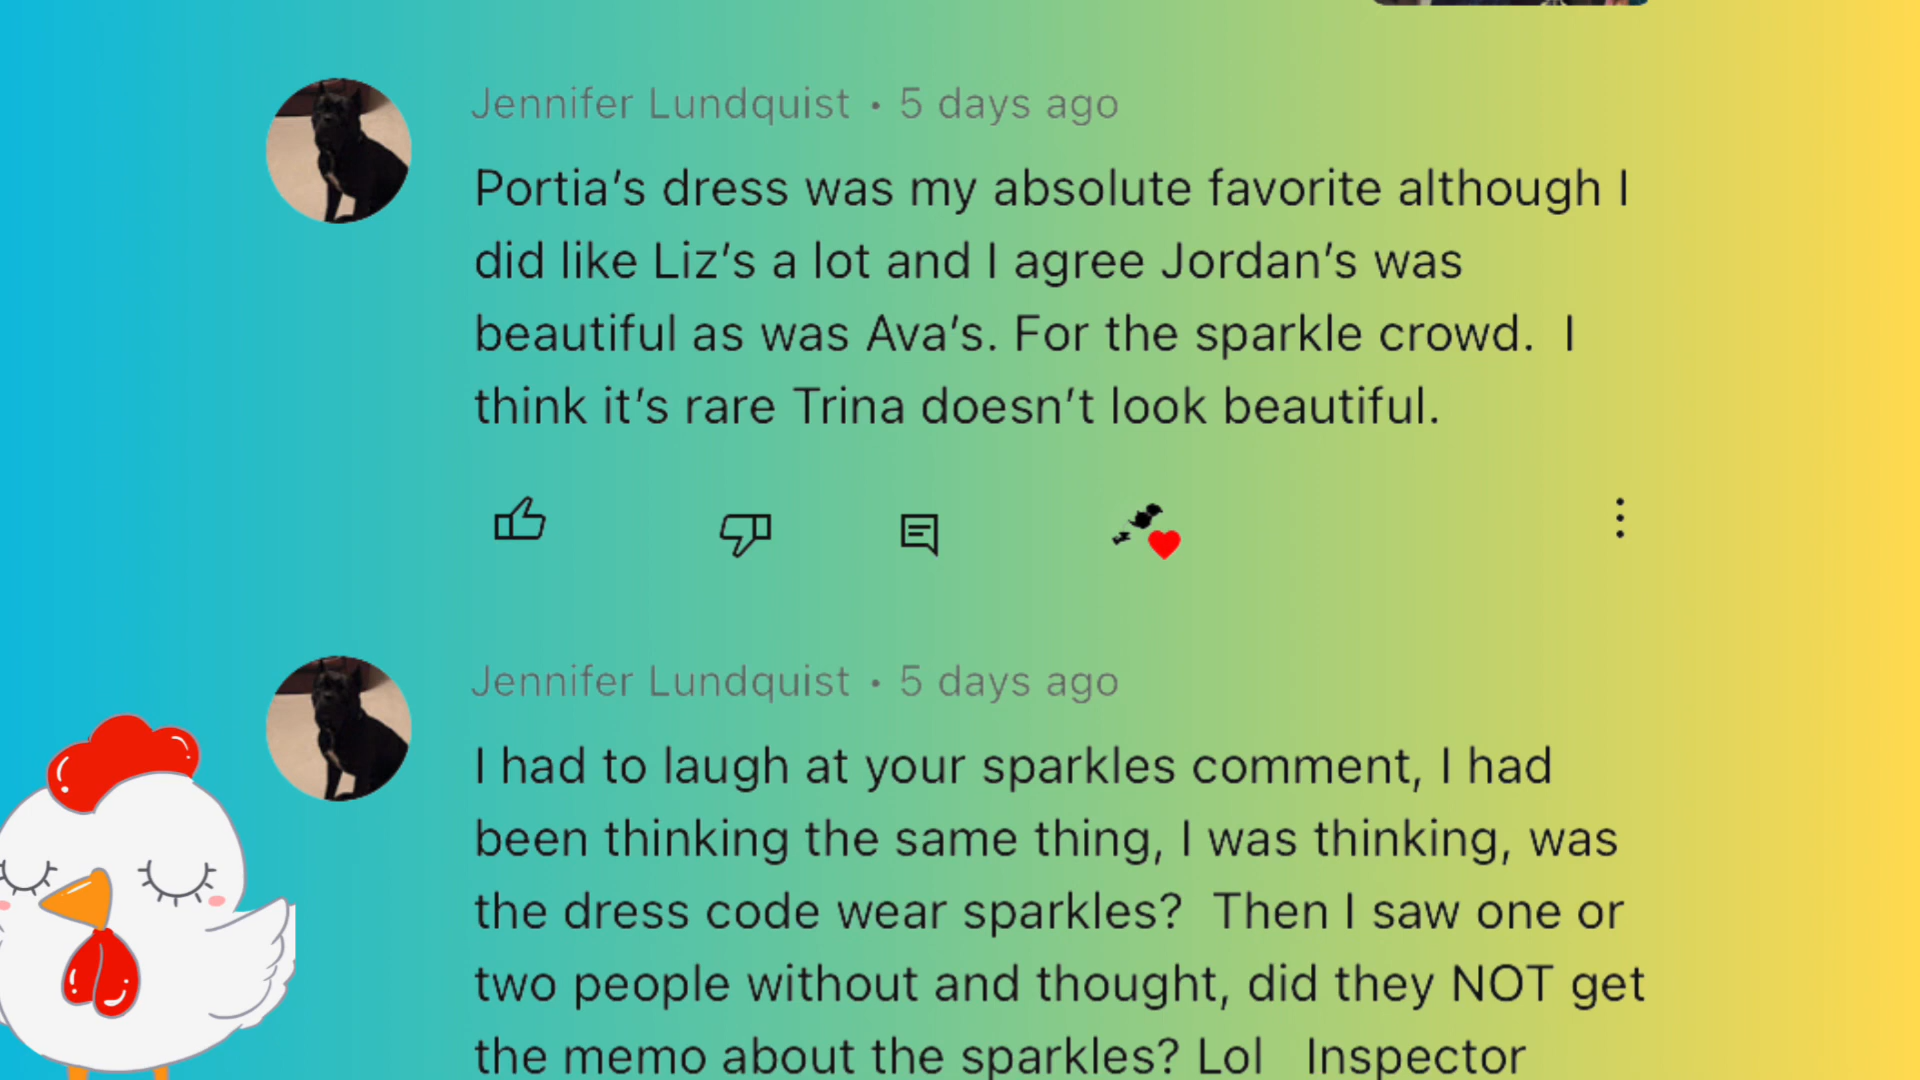 Jennifer Lundquist • 5 days ago
Portia’s dress was my absolute favorite although I
did like Liz’s a lot and I agree Jordan’s was
beautiful as was Ava’s. For the sparkle crowd.  I
think it’s rare Trina doesn’t look beautiful.
Jennifer Lundquist • 5 days ago
I had to laugh at your sparkles comment, I had
been thinking the same thing, I was thinking, was
the dress code wear sparkles?  Then I saw one or
two people without and thought, did they NOT get
the memo about the sparkles? Lol   Inspector